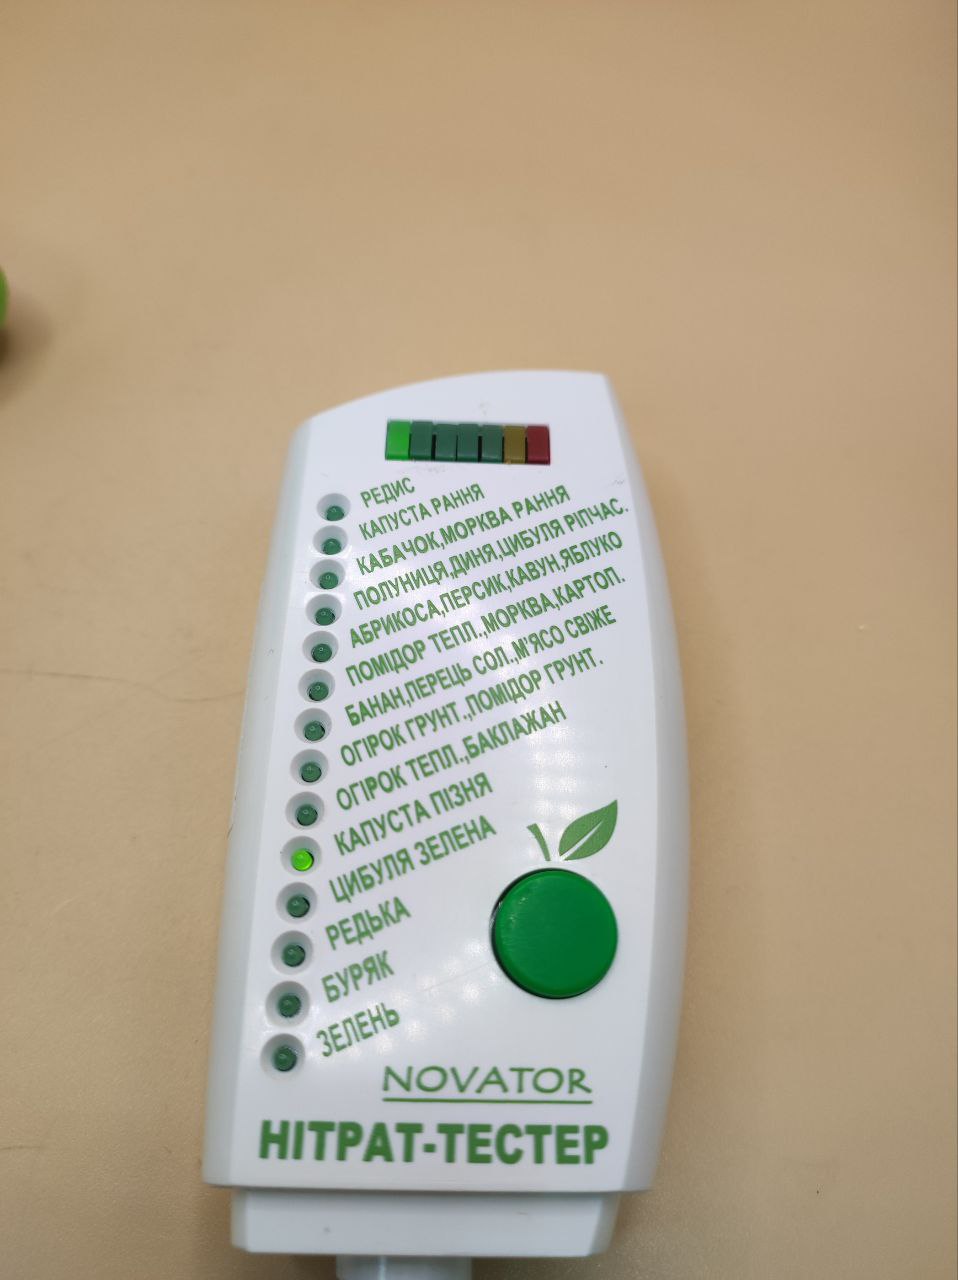 РЕДИС
КАПУСТА РАННЯ
КАБАЧОК,МОРКВА РАННЯ
ПОЛУНИЦЯ,ДИНЯ,ЦИБУЛЯ РІПЧАС.
АБРИКОСА,ПЕРСИК,КАВУН,ЯБЛУКО
ПОМІДОР ТЕПЛ.,МОРКВА,КАРТОП.
БАНАН,ПЕРЕЦЬ СОЛ.,М'ЯСО СВІЖЕ
ОГІРОК ГРУНТ.,ПОМІДОР ГРУНТ.
ОГІРОК ТЕПЛ.,БАКЛАЖАН
КАПУСТА ПІЗНЯ
ЦИБУЛЯ ЗЕЛЕНА
РЕДЬКА
БУРЯК
ЗЕЛЕНЬ
NOVATOR
НІТРАТ-ТЕСТЕР